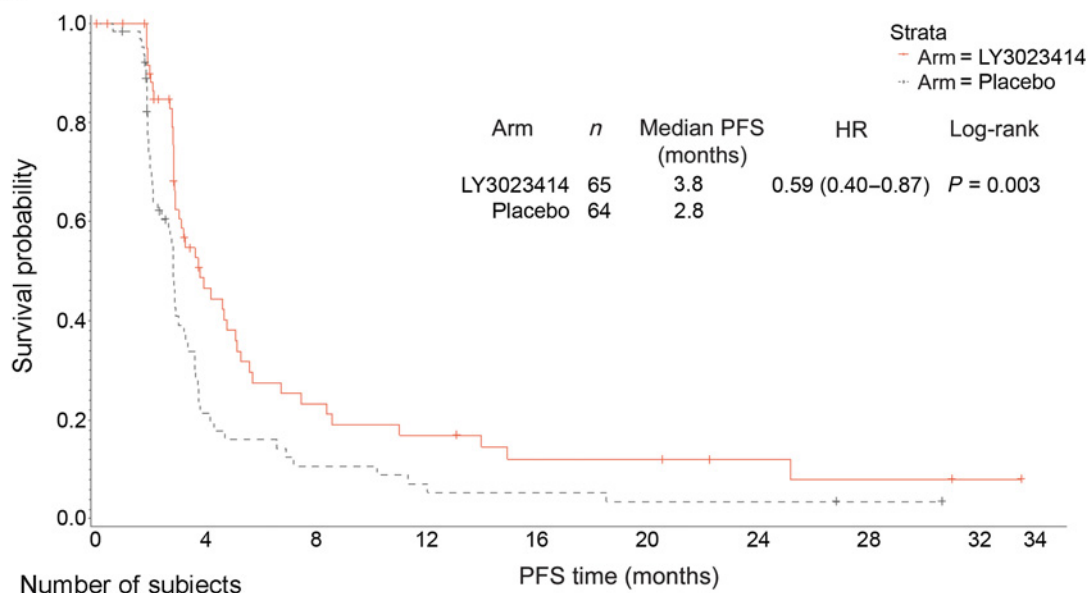 Strata
Arm = LY3023414
Arm = Placebo
Arm n Median PFS HR Log-rank
(months)
LY3023414 65 3.8 0.59 (0.40–0.87) P = 0.003
Placebo 64 2.8
Survival probability
1.0
0.8
0.6
0.4
0.2
0.0
0 4 8 12 16 20 24 28 32 34
PFS time (months)
Number of subjects